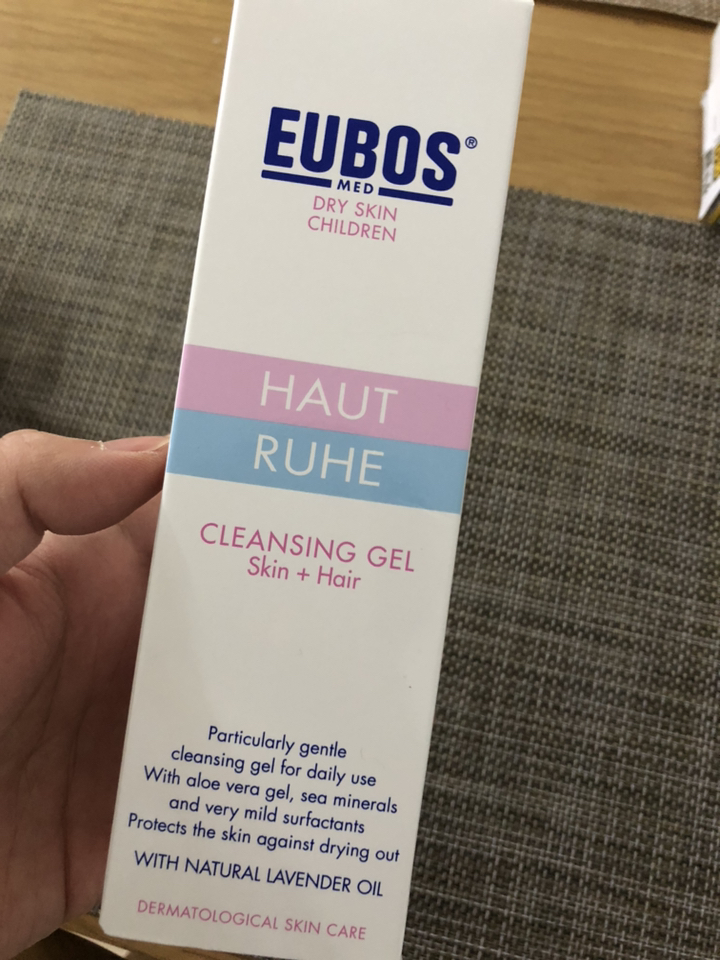 EUBOS®
MED
DRY SKIN
CHILDREN
HAUT
RUHE
CLEANSING GEL
Skin + Hair
Particularly gentle
cleansing gel for daily use
With aloe vera gel, sea minerals
and very mild surfactants
Protects the skin against drying out
WITH NATURAL LAVENDER OIL
DERMATOLOGICAL SKIN CARE